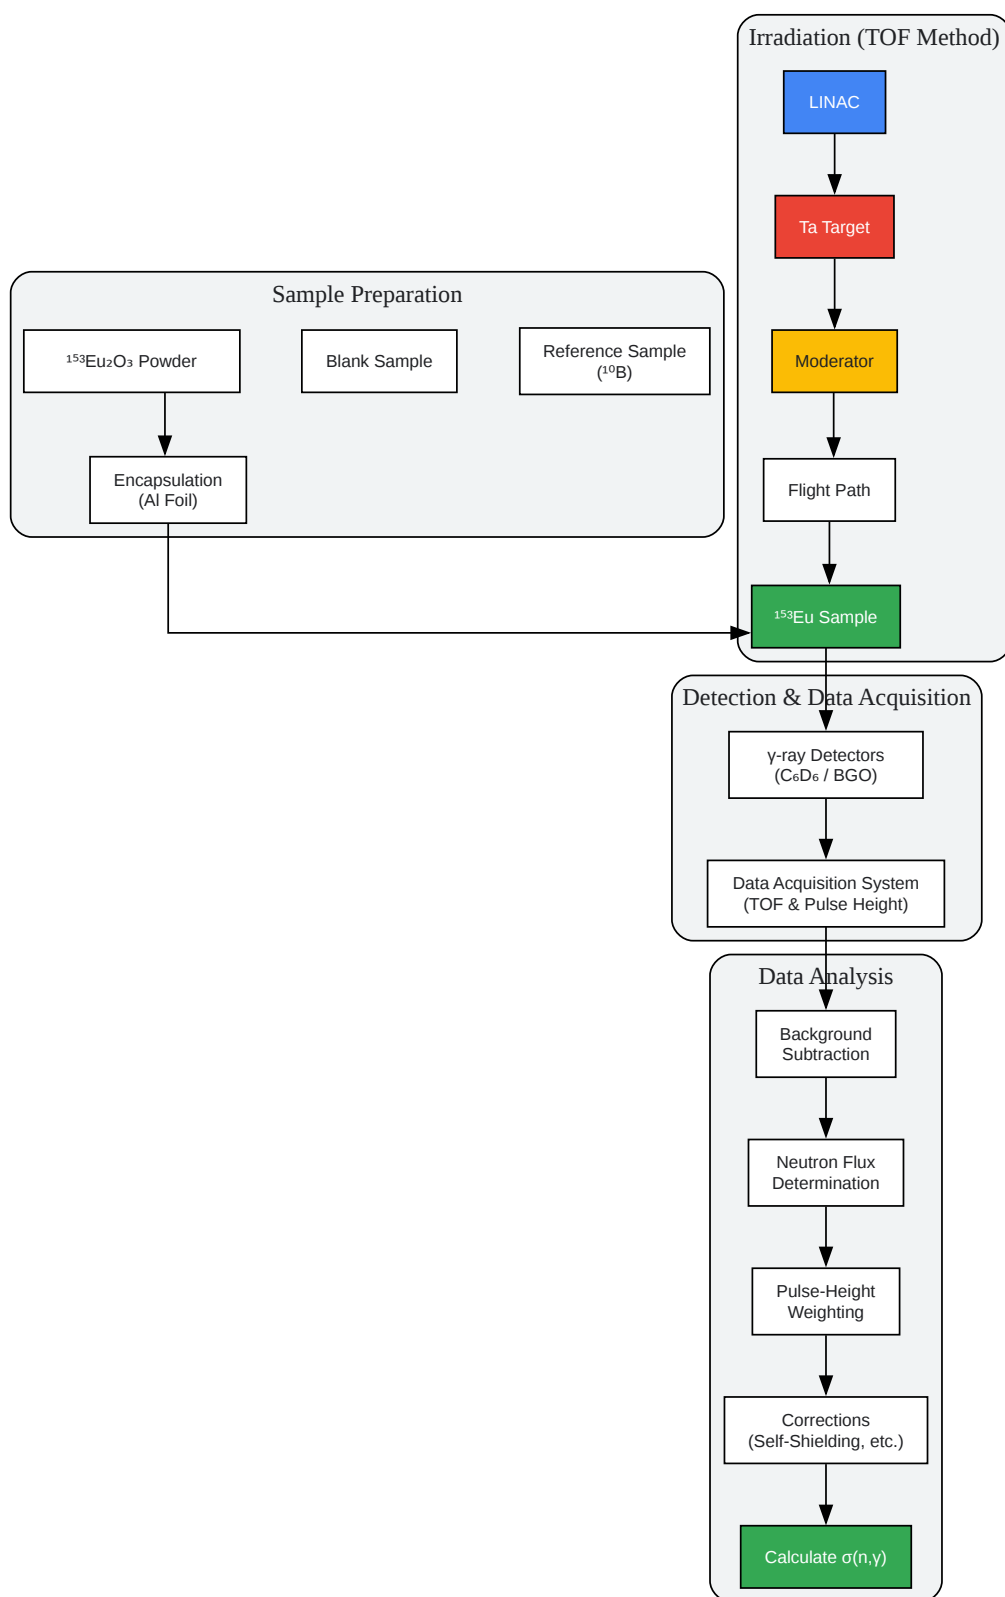 Irradiation (TOF Method)
LINAC
Ta Target
Sample Preparation
¹⁵³Eu₂O₃ Powder
Blank Sample
Reference Sample
(¹⁰B)
Moderator
Encapsulation
(Al Foil)
Flight Path
¹⁵³Eu Sample
Detection & Data Acquisition
γ-ray Detectors
(C₆D₆ / BGO)
Data Acquisition System
(TOF & Pulse Height)
Data Analysis
Background
Subtraction
Neutron Flux
Determination
Pulse-Height
Weighting
Corrections
(Self-Shielding, etc.)
Calculate σ(n,γ)